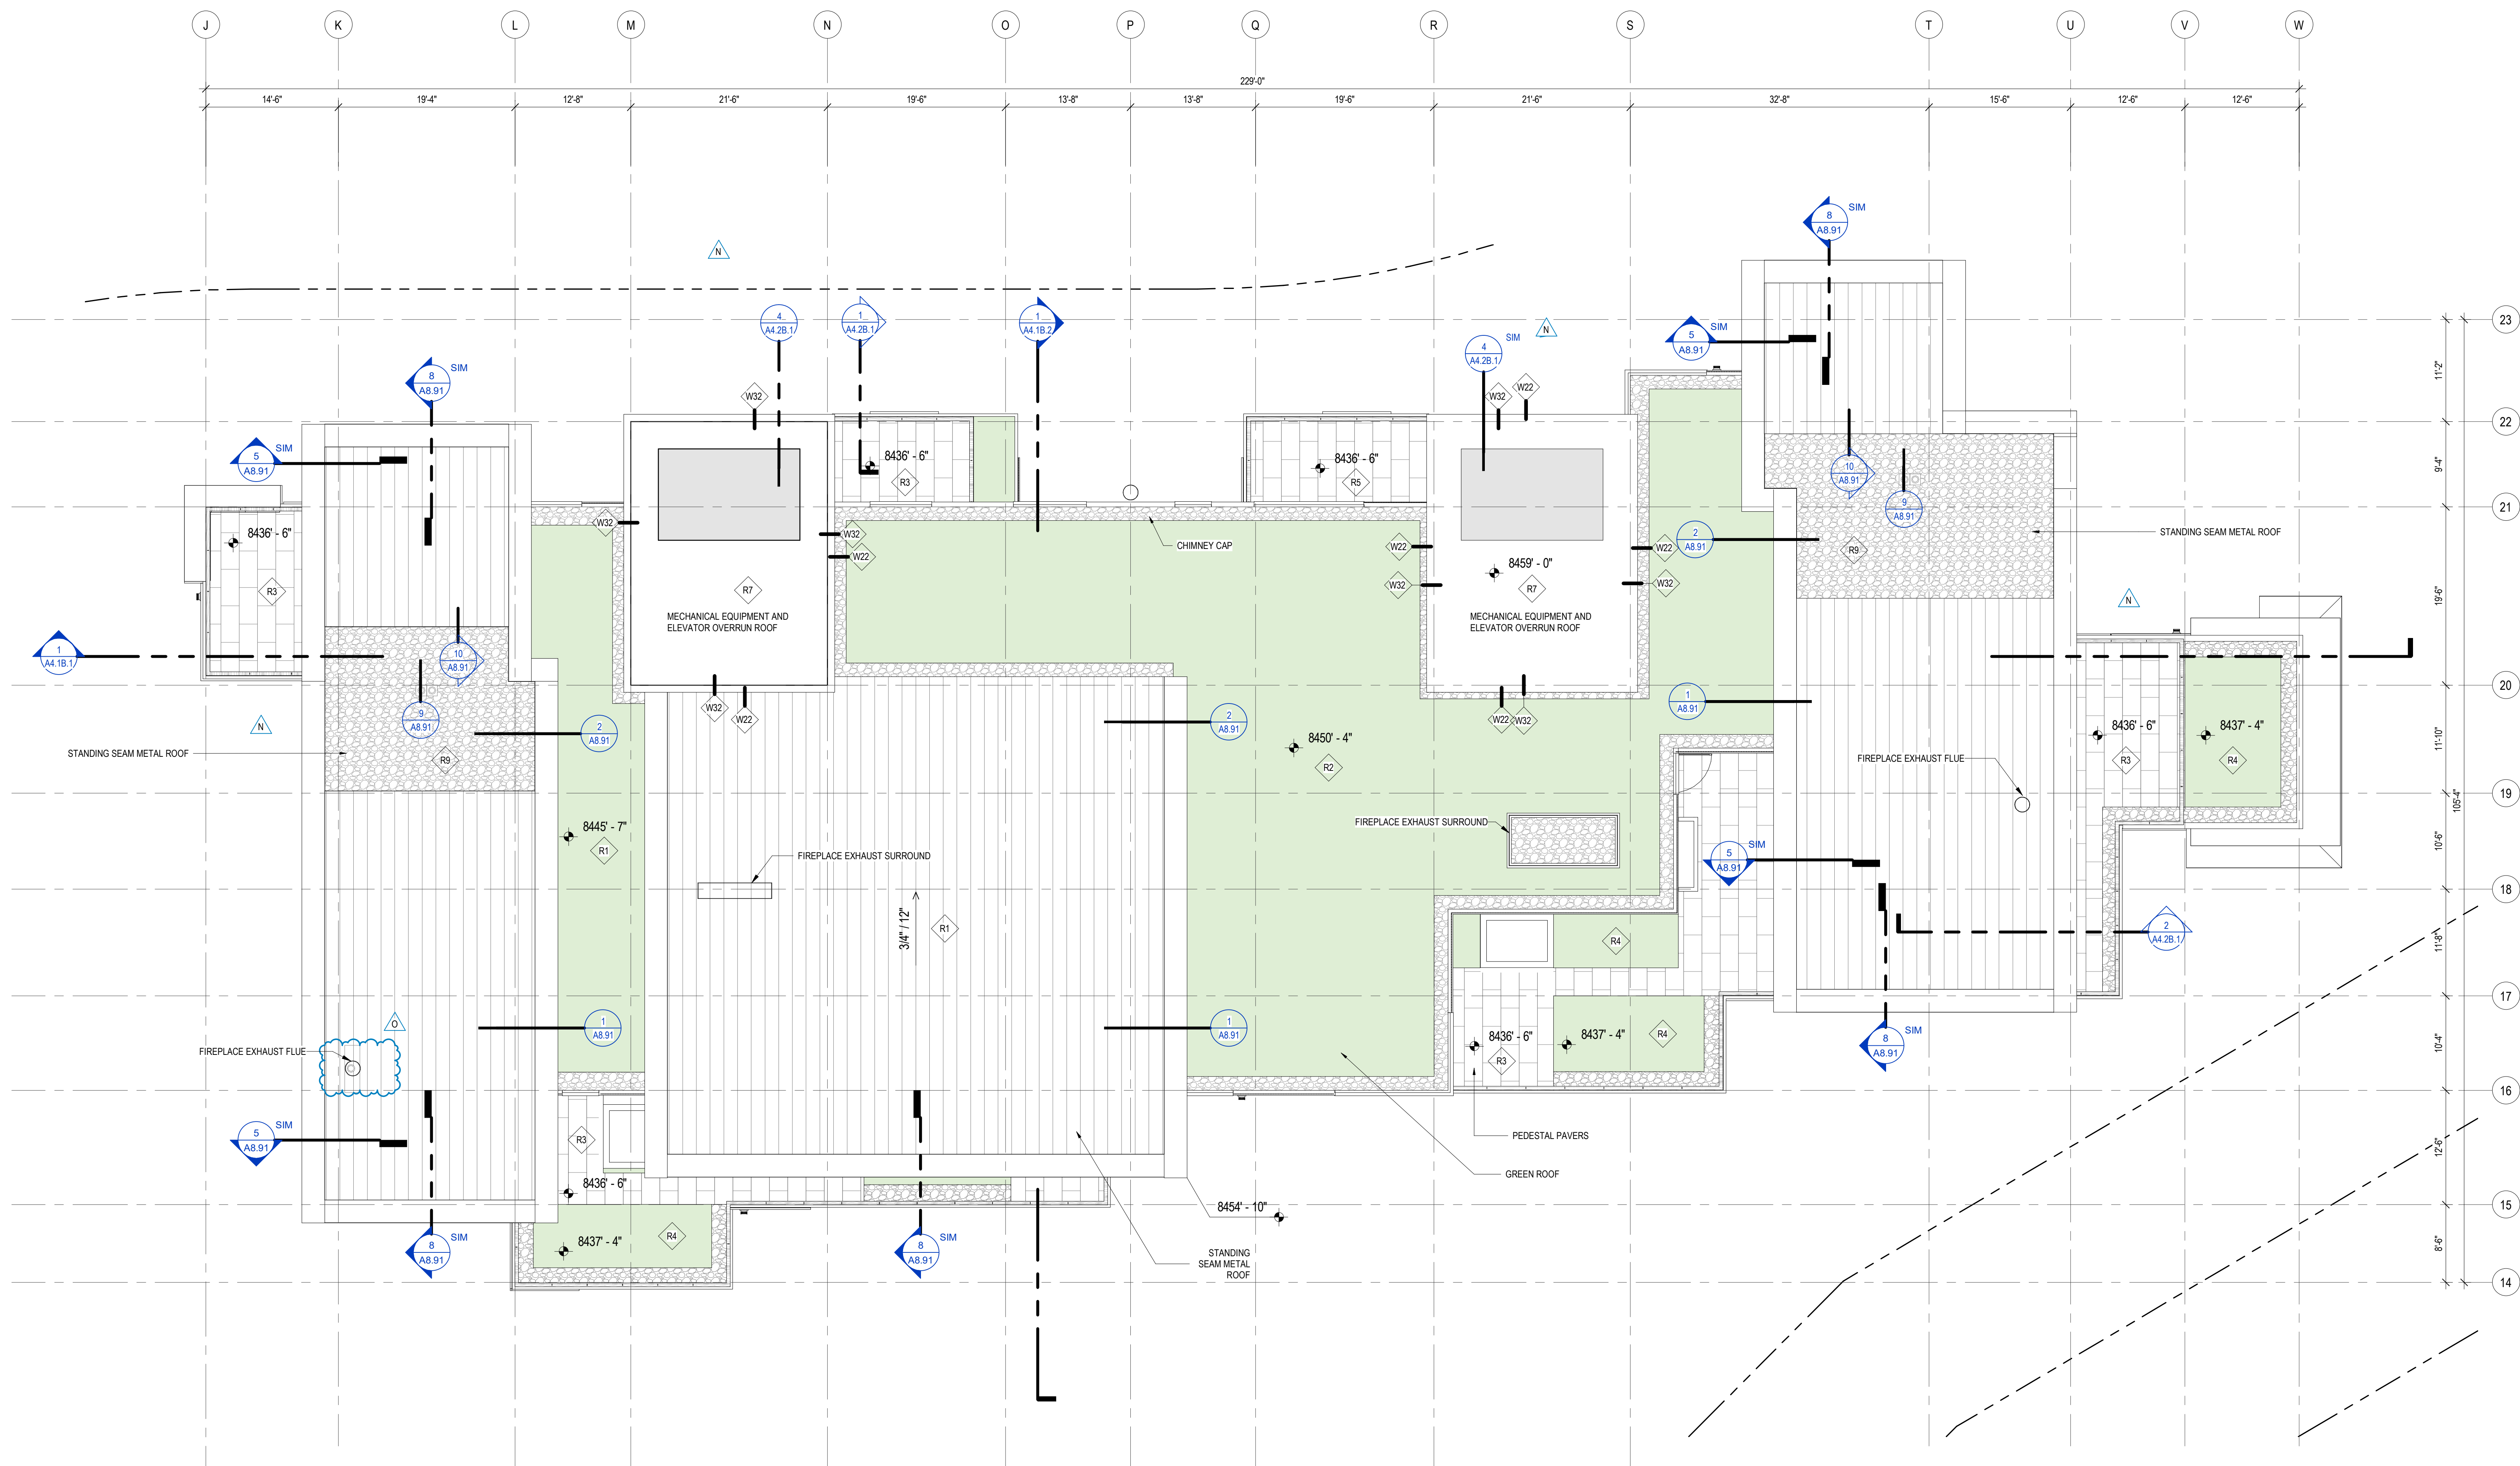 J K L M N O P Q R S T U V W
229'-0"
14'-6" 19'-4" 12'-8" 21'-6" 19'-6" 13'-8" 13'-8" 19'-6" 21'-6" 32'-8" 15'-6" 12'-6" 12'-6"
8
A8.91
SIM
N
4
A4.2B.1
1
A4.2B.1
1
A4.1B.2
N
4
A4.2B.1
SIM
5
A8.91
SIM
23
11'-2"
8
A8.91
SIM
W32
W32
W22
22
5
A8.91
SIM
8436' - 6"
R3
8436' - 6"
R5
10
A8.91
9
A8.91
9'-4"
21
8436' - 6"
R3
W32
W32
W22
CHIMNEY CAP
W22
W32
8459' - 0"
R7
MECHANICAL EQUIPMENT AND
ELEVATOR OVERRUN ROOF
W22
W32
2
A8.91
R9
STANDING SEAM METAL ROOF
N
19'6"
R7
MECHANICAL EQUIPMENT AND
ELEVATOR OVERRUN ROOF
1
A4.1B.1
10
A8.91
20
9
A8.91
N
STANDING SEAM METAL ROOF
R9
2
A8.91
W32
W22
2
A8.91
8450' - 4"
R2
W22
W32
1
A8.91
FIREPLACE EXHAUST FLUE
8436' - 6"
R3
8437' - 4"
R4
11'-10"
19
105'-4"
8445' - 7"
R1
FIREPLACE EXHAUST SURROUND
FIREPLACE EXHAUST SURROUND
5
A8.91
SIM
10'-6"
18
3/4" / 12"
R1
R4
2
A4.2B.1
11'-8"
17
O
FIREPLACE EXHAUST FLUE
1
A8.91
1
A8.91
8436' - 6"
R3
8437' - 4"
R4
8
A8.91
SIM
10'-4"
16
5
A8.91
SIM
R3
PEDESTAL PAVERS
12'-6"
GREEN ROOF
8436' - 6"
8454' - 10"
15
8
A8.91
SIM
8437' - 4"
R4
8
A8.91
SIM
STANDING
SEAM METAL
ROOF
8'-6"
14